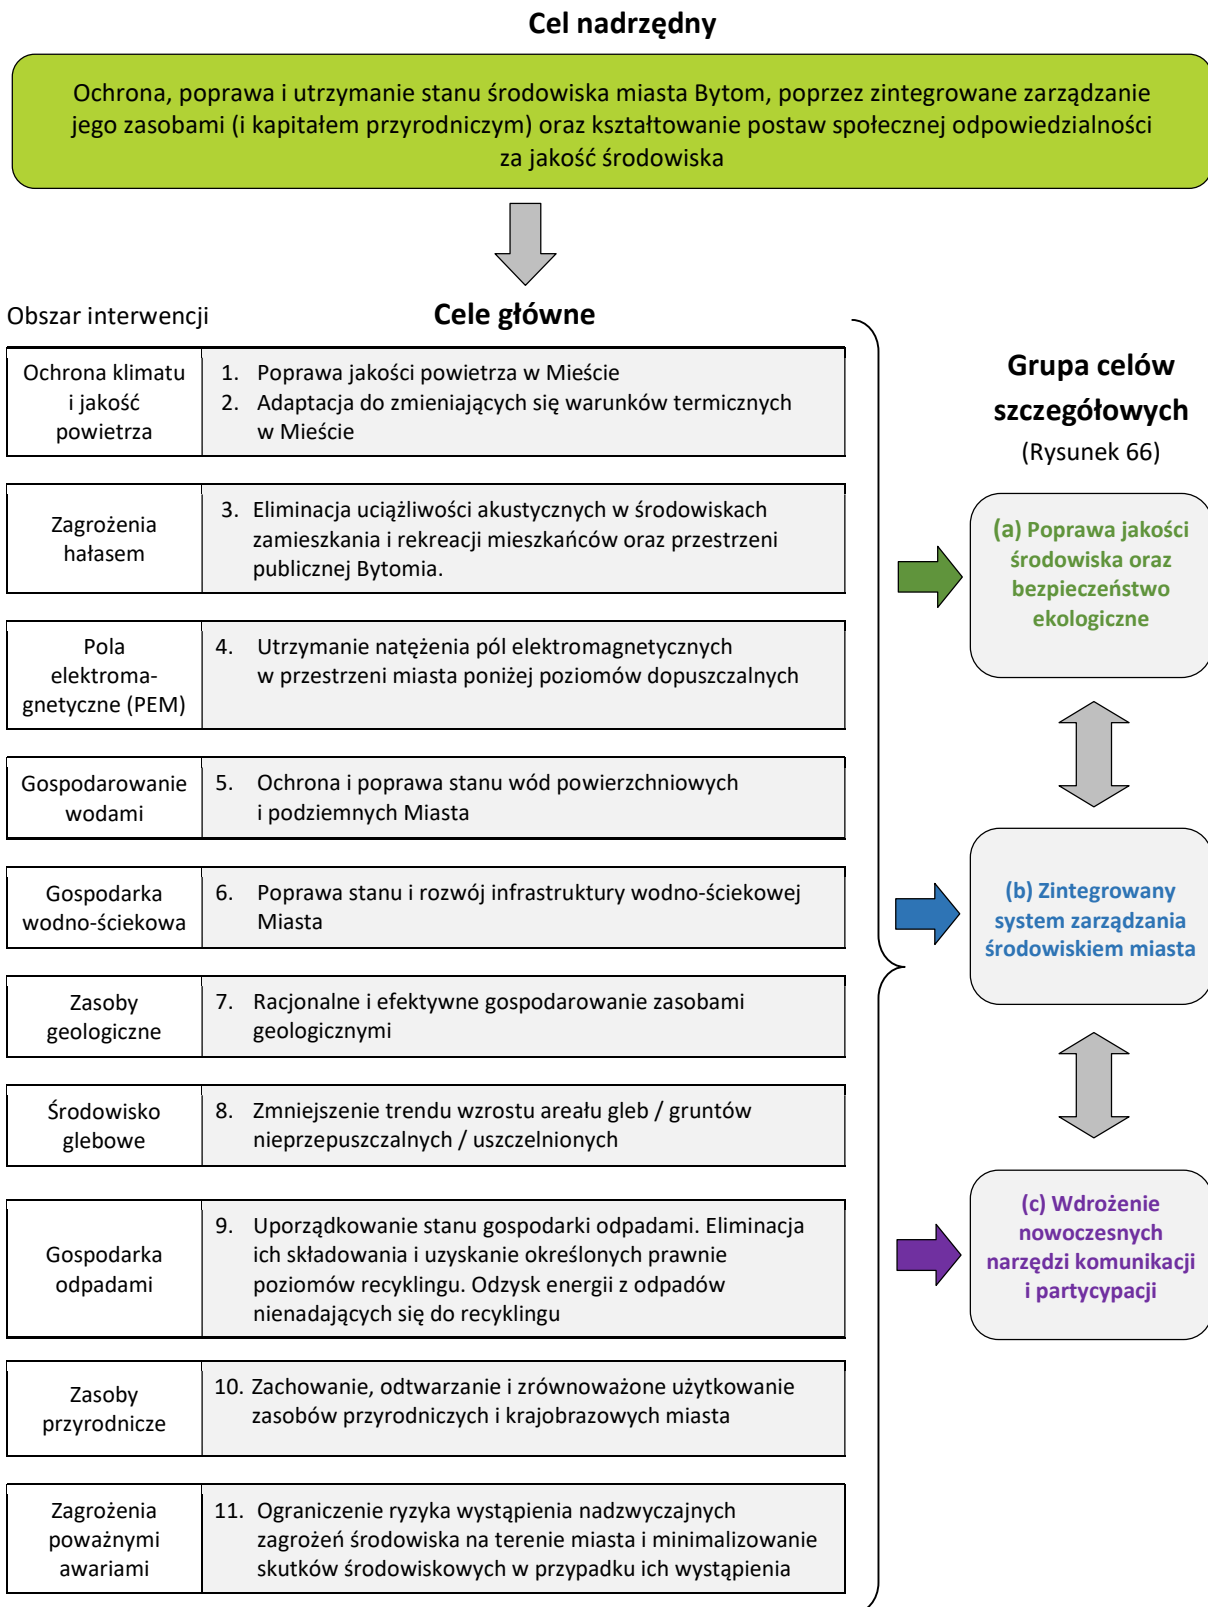 Cel nadrzędny
Ochrona, poprawa i utrzymanie stanu środowiska miasta Bytom, poprzez zintegrowane zarządzanie
jego zasobami (i kapitałem przyrodniczym) oraz kształtowanie postaw społecznej odpowiedzialności
za jakość środowiska
Obszar interwencji
Cele główne
Ochrona klimatu
i jakość
powietrza
1. Poprawa jakości powietrza w Mieście
2. Adaptacja do zmieniających się warunków termicznych
w Mieście
Zagrożenia
hałasem
3. Eliminacja uciążliwości akustycznych w środowiskach
zamieszkania i rekreacji mieszkańców oraz przestrzeni
publicznej Bytomia.
Pola
elektroma-
gnetyczne (PEM)
4. Utrzymanie natężenia pól elektromagnetycznych
w przestrzeni miasta poniżej poziomów dopuszczalnych
Gospodarowanie
wodami
5. Ochrona i poprawa stanu wód powierzchniowych
i podziemnych Miasta
Gospodarka
wodno-ściekowa
6. Poprawa stanu i rozwój infrastruktury wodno-ściekowej
Miasta
Zasoby
geologiczne
7. Racjonalne i efektywne gospodarowanie zasobami
geologicznymi
Środowisko
glebowe
8. Zmniejszenie trendu wzrostu areału gleb / gruntów
nieprzepuszczalnych / uszczelnionych
Gospodarka
odpadami
9. Uporządkowanie stanu gospodarki odpadami. Eliminacja
ich składowania i uzyskanie określonych prawnie
poziomów recyklingu. Odzysk energii z odpadów
nienadających się do recyklingu
Zasoby
przyrodnicze
10. Zachowanie, odtwarzanie i zrównoważone użytkowanie
zasobów przyrodniczych i krajobrazowych miasta
Zagrożenia
poważnymi
awariami
11. Ograniczenie ryzyka wystąpienia nadzwyczajnych
zagrożeń środowiska na terenie miasta i minimalizowanie
skutków środowiskowych w przypadku ich wystąpienia
Grupa celów
szczegółowych
(Rysunek 66)
(a) Poprawa jakości
środowiska oraz
bezpieczeństwo
ekologiczne
(b) Zintegrowany
system zarządzania
środowiskiem miasta
(c) Wdrożenie
nowoczesnych
narzędzi komunikacji
i partycypacji